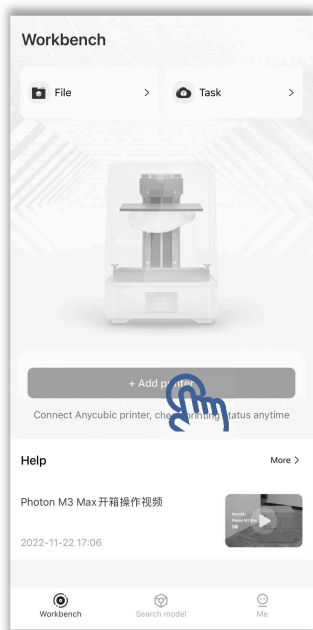 Workbench
File >
Task >
+ Add printer
Connect Anycubic printer, check printing status anytime
Help
More >
Photon M3 Max开箱操作视频
2022-11-22 17:06
Workbench
Search model
Me